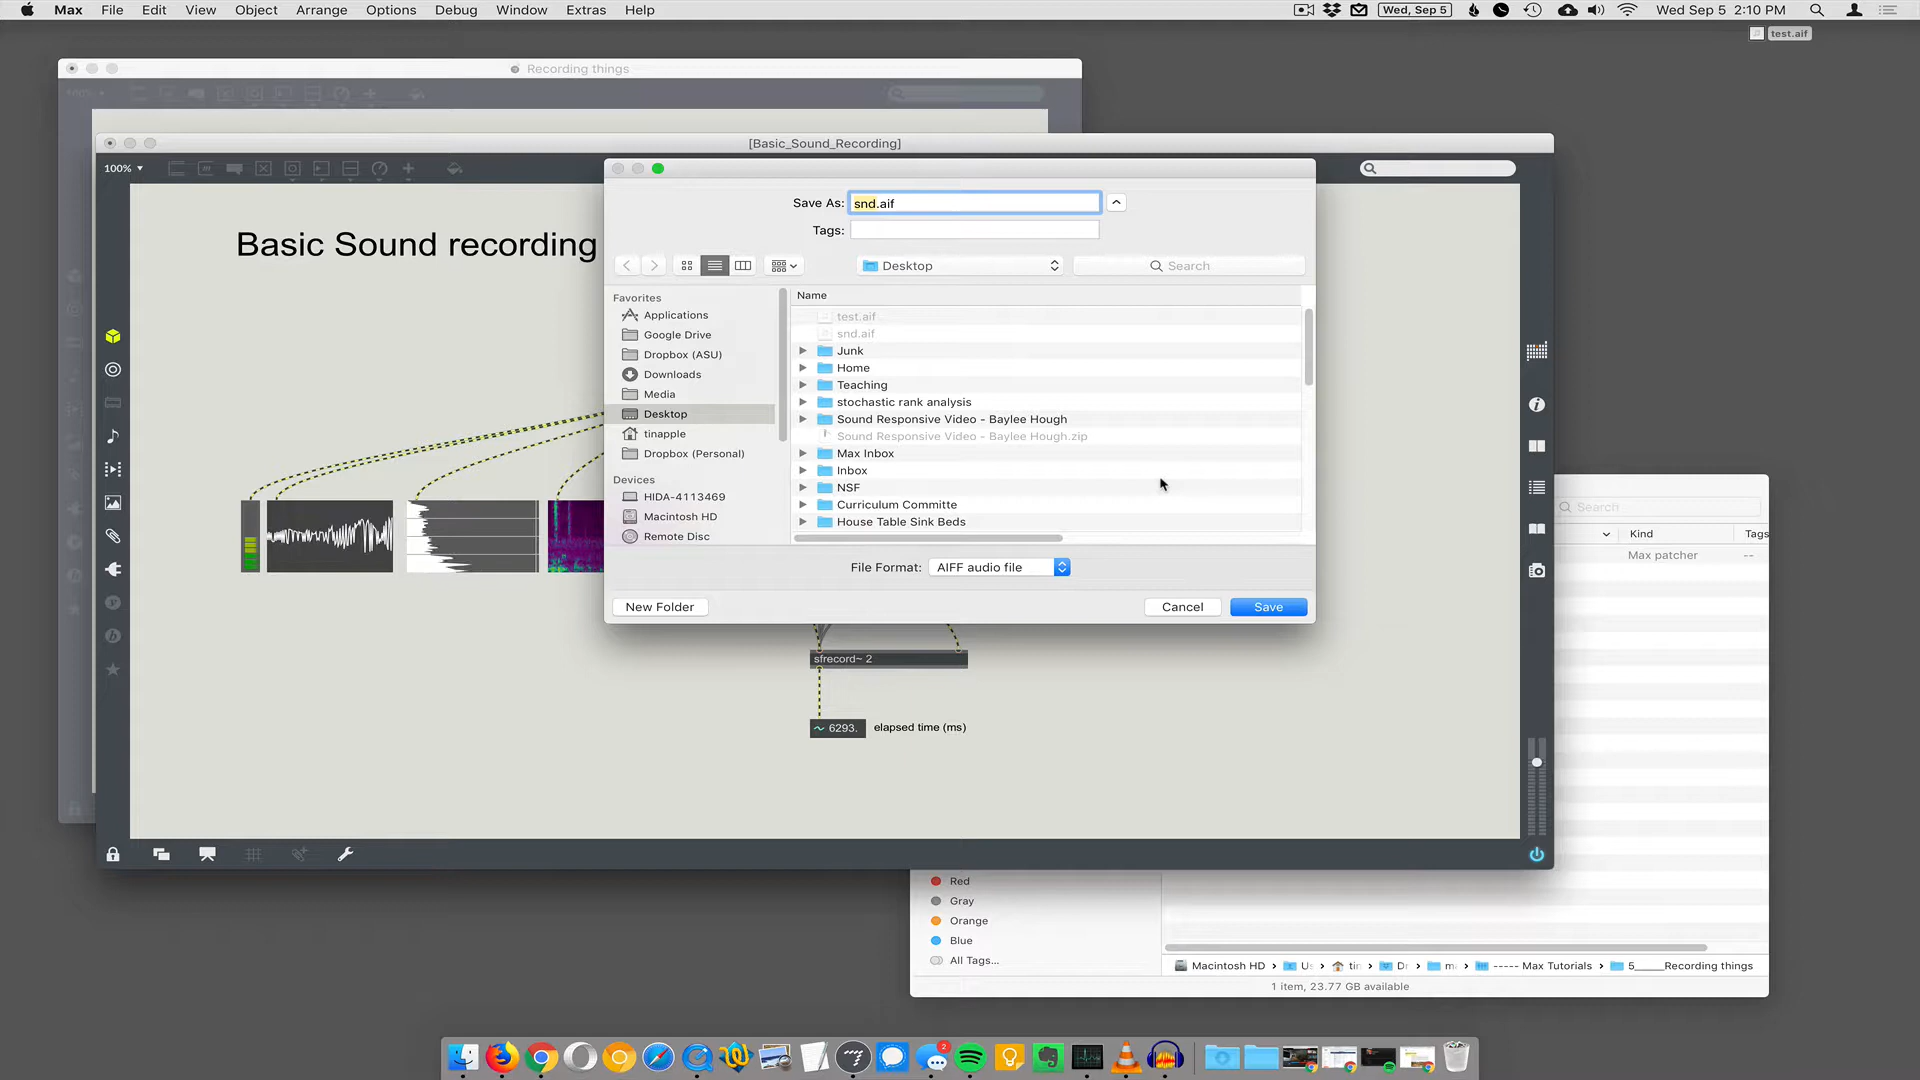 Max File Edit View Object Arrange Options Debug Window Extras Help
Wed, Sep 5
Wed Sep 5 2:10 PM
test.aif
Recording things
[Basic_Sound_Recording]
100%
Basic Sound recording
Save As: snd.aif
Tags:
Desktop
Search
Favorites
Applications
Google Drive
Dropbox (ASU)
Downloads
Media
Desktop
tinapple
Dropbox (Personal)
Devices
HIDA-4113469
Macintosh HD
Remote Disc
Name
test.aif
snd.aif
Junk
Home
Teaching
stochastic rank analysis
Sound Responsive Video - Baylee Hough
Sound Responsive Video - Baylee Hough.zip
Max Inbox
Inbox
NSF
Curriculum Committe
House Table Sink Beds
File Format: AIFF audio file
New Folder
Cancel
Save
sfrecord~ 2
6293.
elapsed time (ms)
Search
Kind
Tags
Max patcher
--
Red
Gray
Orange
Blue
All Tags...
Macintosh HD › U › tin › D › m › ----- Max Tutorials › 5_____Recording things
1 item, 23.77 GB available
2